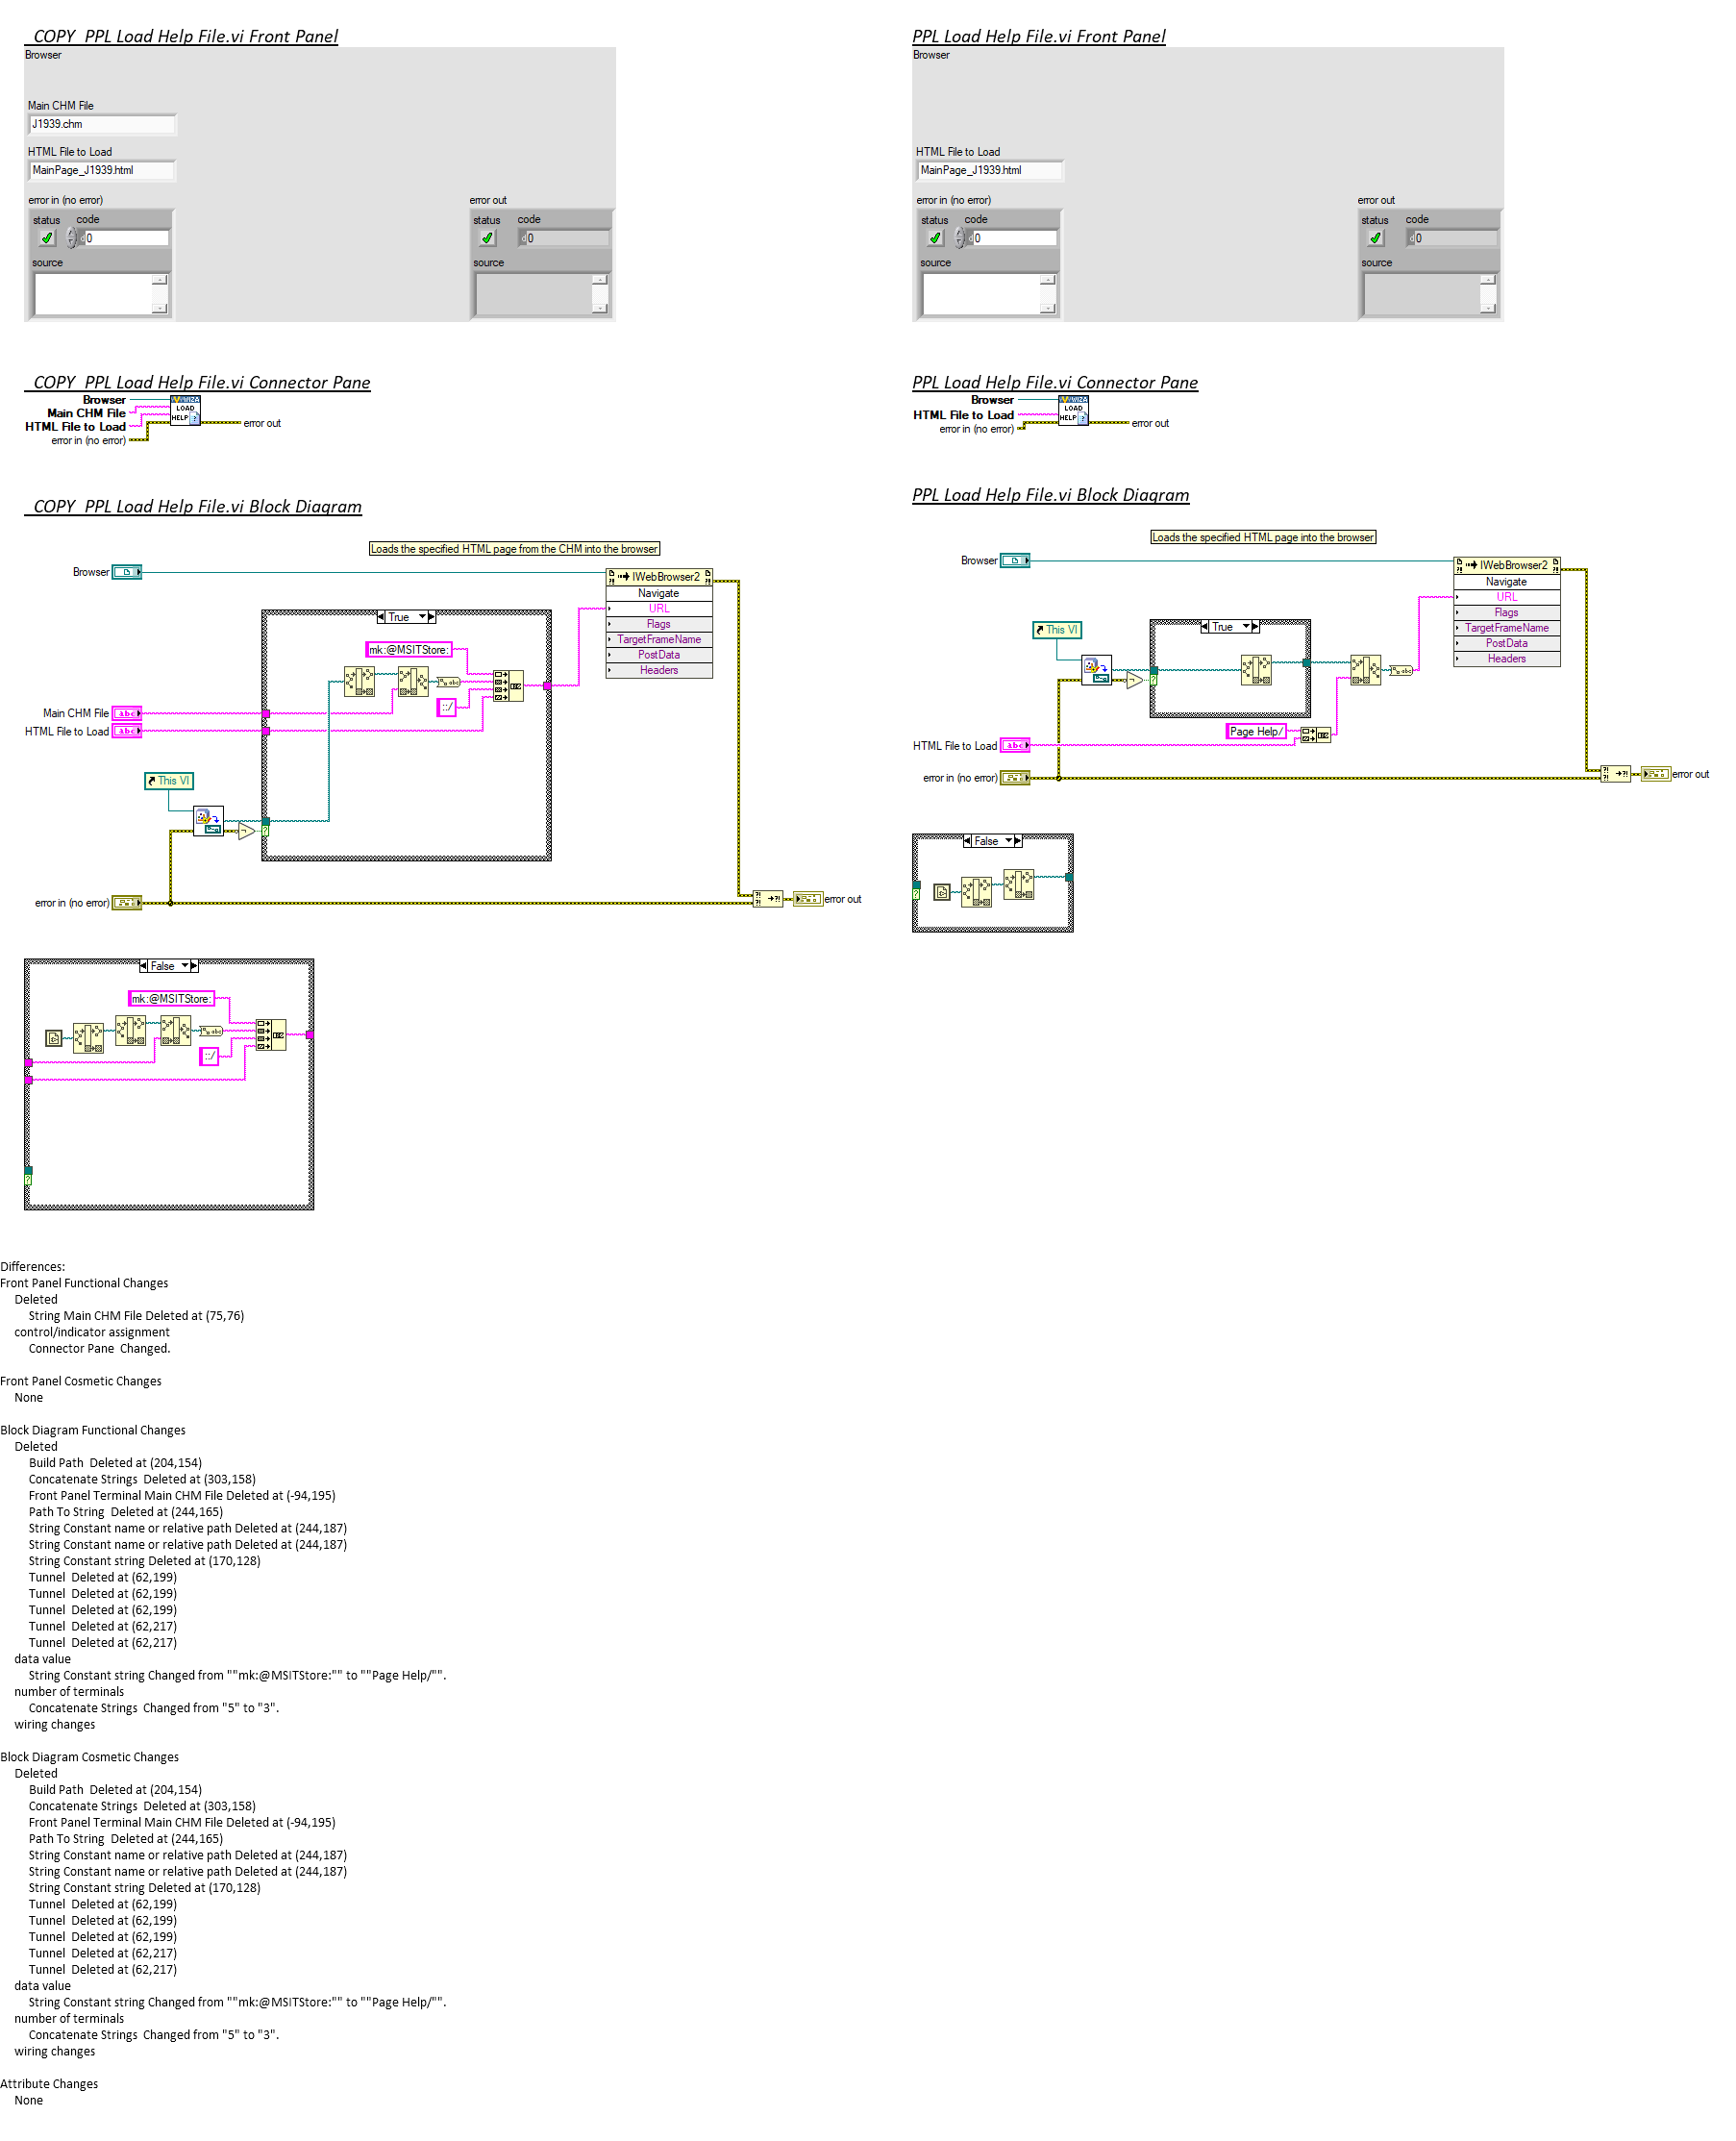 COPY  PPL Load Help File.vi Front Panel
Browser
Main CHM File
J1939.chm
HTML File to Load
MainPage_J1939.html
error in (no error)
status code
0
source
error out
status code
0
source
PPL Load Help File.vi Front Panel
Browser
HTML File to Load
MainPage_J1939.html
error in (no error)
status code
0
source
error out
status code
0
source
COPY  PPL Load Help File.vi Connector Pane
Browser
Main CHM File
HTML File to Load
error in (no error)
LOAD
HELP ?
error out
PPL Load Help File.vi Connector Pane
Browser
HTML File to Load
error in (no error)
LOAD
HELP ?
error out
COPY  PPL Load Help File.vi Block Diagram
Loads the specified HTML page from the CHM into the browser
Browser
IWebBrowser2
Navigate
URL
Flags
TargetFrameName
PostData
Headers
True
mk:@MSITStore:
::/
Main CHM File
abc
HTML File to Load
abc
This VI
error in (no error)
error out
False
mk:@MSITStore:
::/
PPL Load Help File.vi Block Diagram
Loads the specified HTML page into the browser
Browser
IWebBrowser2
Navigate
URL
Flags
TargetFrameName
PostData
Headers
This VI
True
Page Help/
HTML File to Load
abc
error in (no error)
error out
False
Differences:
Front Panel Functional Changes
Deleted
String Main CHM File Deleted at (75,76)
control/indicator assignment
Connector Pane  Changed.
Front Panel Cosmetic Changes
None
Block Diagram Functional Changes
Deleted
Build Path  Deleted at (204,154)
Concatenate Strings  Deleted at (303,158)
Front Panel Terminal Main CHM File Deleted at (-94,195)
Path To String  Deleted at (244,165)
String Constant name or relative path Deleted at (244,187)
String Constant name or relative path Deleted at (244,187)
String Constant string Deleted at (170,128)
Tunnel  Deleted at (62,199)
Tunnel  Deleted at (62,199)
Tunnel  Deleted at (62,199)
Tunnel  Deleted at (62,217)
Tunnel  Deleted at (62,217)
data value
String Constant string Changed from ""mk:@MSITStore:"" to ""Page Help/"".
number of terminals
Concatenate Strings  Changed from "5" to "3".
wiring changes
Block Diagram Cosmetic Changes
Deleted
Build Path  Deleted at (204,154)
Concatenate Strings  Deleted at (303,158)
Front Panel Terminal Main CHM File Deleted at (-94,195)
Path To String  Deleted at (244,165)
String Constant name or relative path Deleted at (244,187)
String Constant name or relative path Deleted at (244,187)
String Constant string Deleted at (170,128)
Tunnel  Deleted at (62,199)
Tunnel  Deleted at (62,199)
Tunnel  Deleted at (62,199)
Tunnel  Deleted at (62,217)
Tunnel  Deleted at (62,217)
data value
String Constant string Changed from ""mk:@MSITStore:"" to ""Page Help/"".
number of terminals
Concatenate Strings  Changed from "5" to "3".
wiring changes
Attribute Changes
None